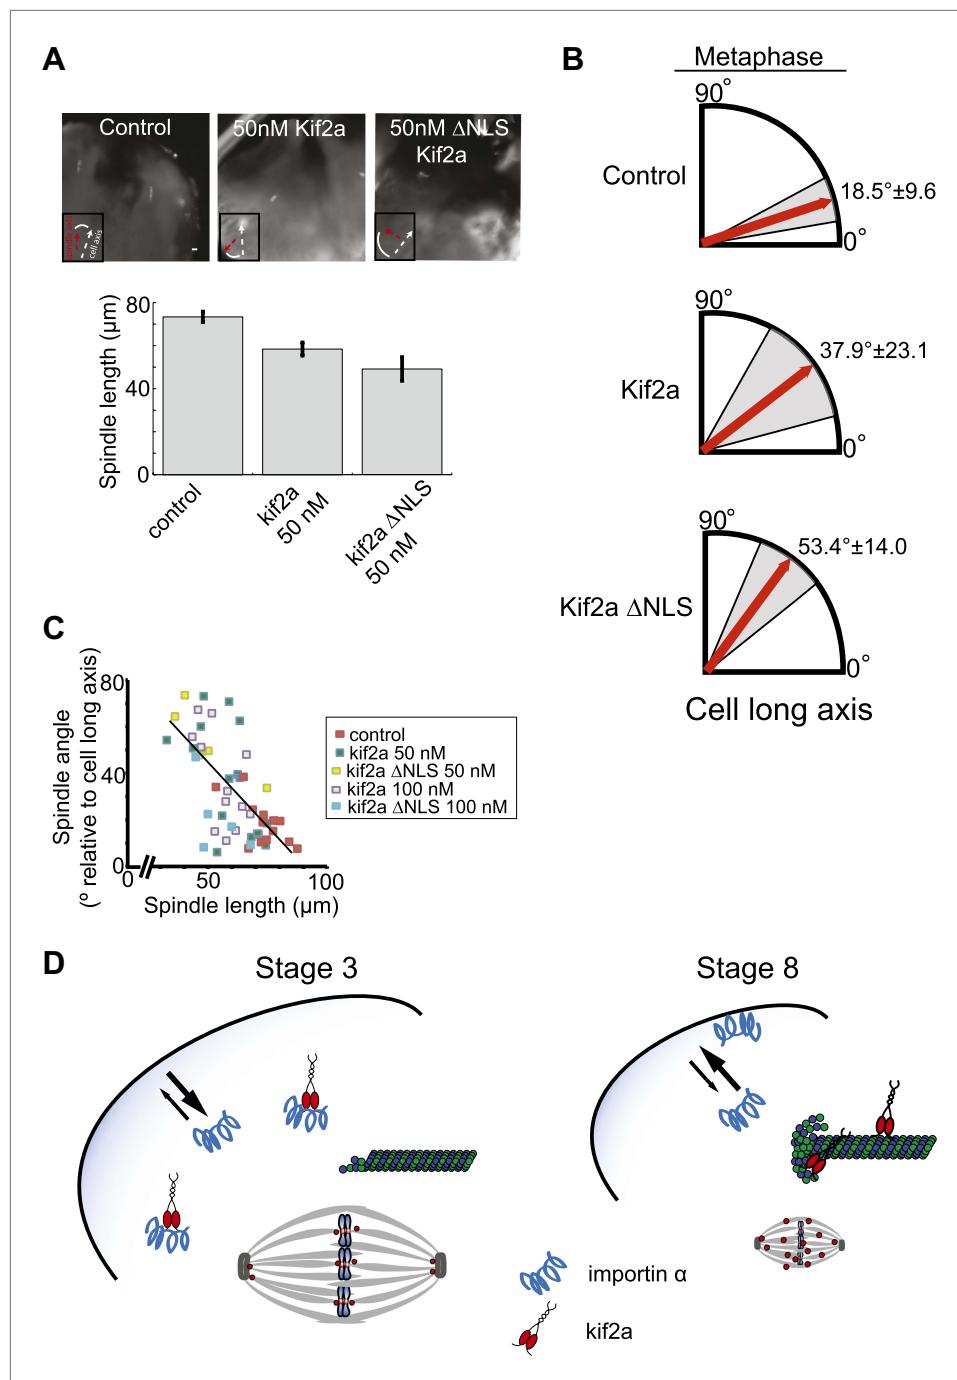 A
Control
50nM Kif2a
50nM ΔNLS
Kif2a
cell axis
80
40
0
Spindle length (µm)
control
kif2a
50 nM
kif2a ΔNLS
50 nM
B
Metaphase
90°
Control
18.5°±9.6
0°
90°
Kif2a
37.9°±23.1
0°
90°
Kif2a ΔNLS
53.4°±14.0
0°
Cell long axis
C
Spindle angle
(º relative to cell long axis)
80
40
0
0
50
100
Spindle length (µm)
control
kif2a 50 nM
kif2a ΔNLS 50 nM
kif2a 100 nM
kif2a ΔNLS 100 nM
D
Stage 3
Stage 8
importin α
kif2a